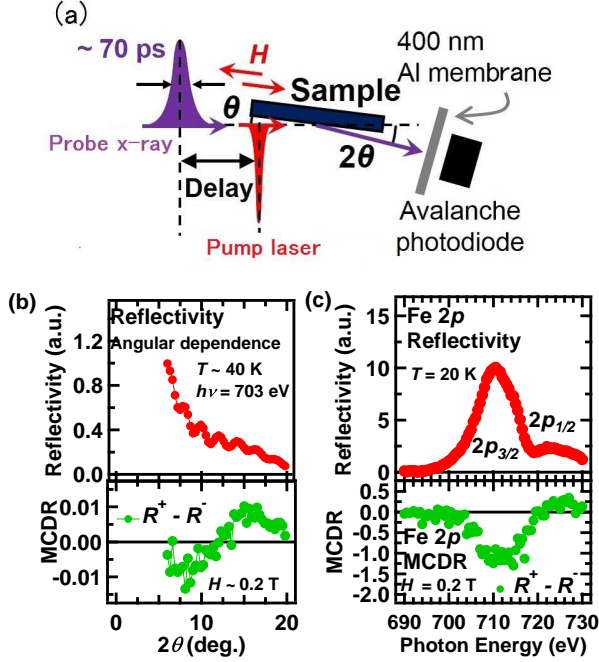 (a)
~ 70 ps
H
θ
Sample
400 nm
Al membrane
Probe x-ray
2θ
Delay
Avalanche
photodiode
Pump laser
(b)
Reflectivity
Angular dependence
T ~ 40 K
hν = 703 eV
Reflectivity (a.u.)
1.2
0.8
0.4
0.0
MCDR
0.01
0.00
-0.01
R+ - R-
H ~ 0.2 T
0
10
20
2θ (deg.)
(c)
Fe 2p
Reflectivity
T = 20 K
2p1/2
2p3/2
Reflectivity (a.u.)
15
10
5
0
MCDR
0.5
0.0
-0.5
-1.0
-1.5
-2.0
Fe 2p
MCDR
H = 0.2 T
R+ - R-
690 700 710 720 730
Photon Energy (eV)